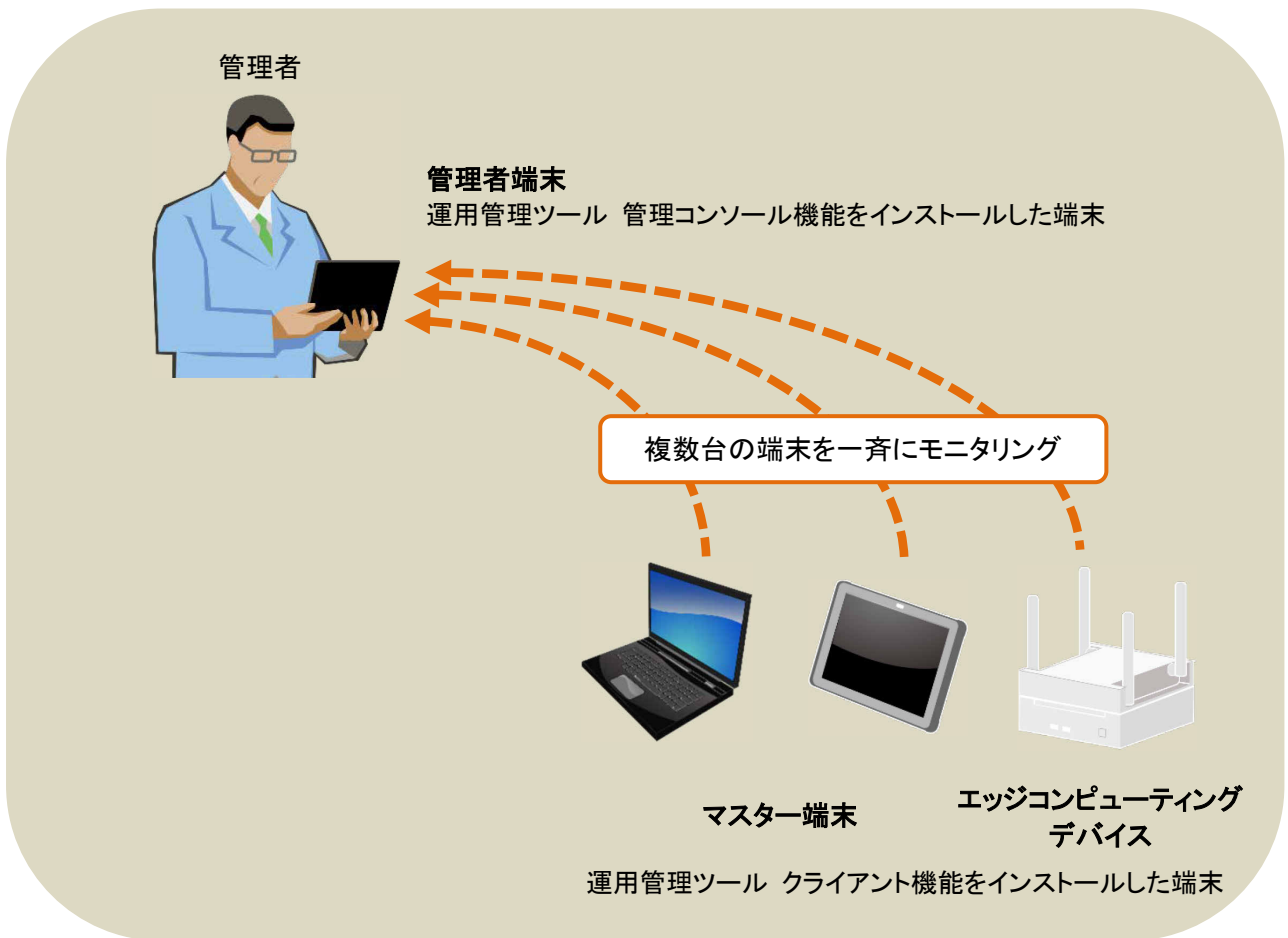 管理者
管理者端末
運用管理ツール 管理コンソール機能をインストールした端末
複数台の端末を一斉にモニタリング
マスター端末
エッジコンピューティング
デバイス
運用管理ツール クライアント機能をインストールした端末